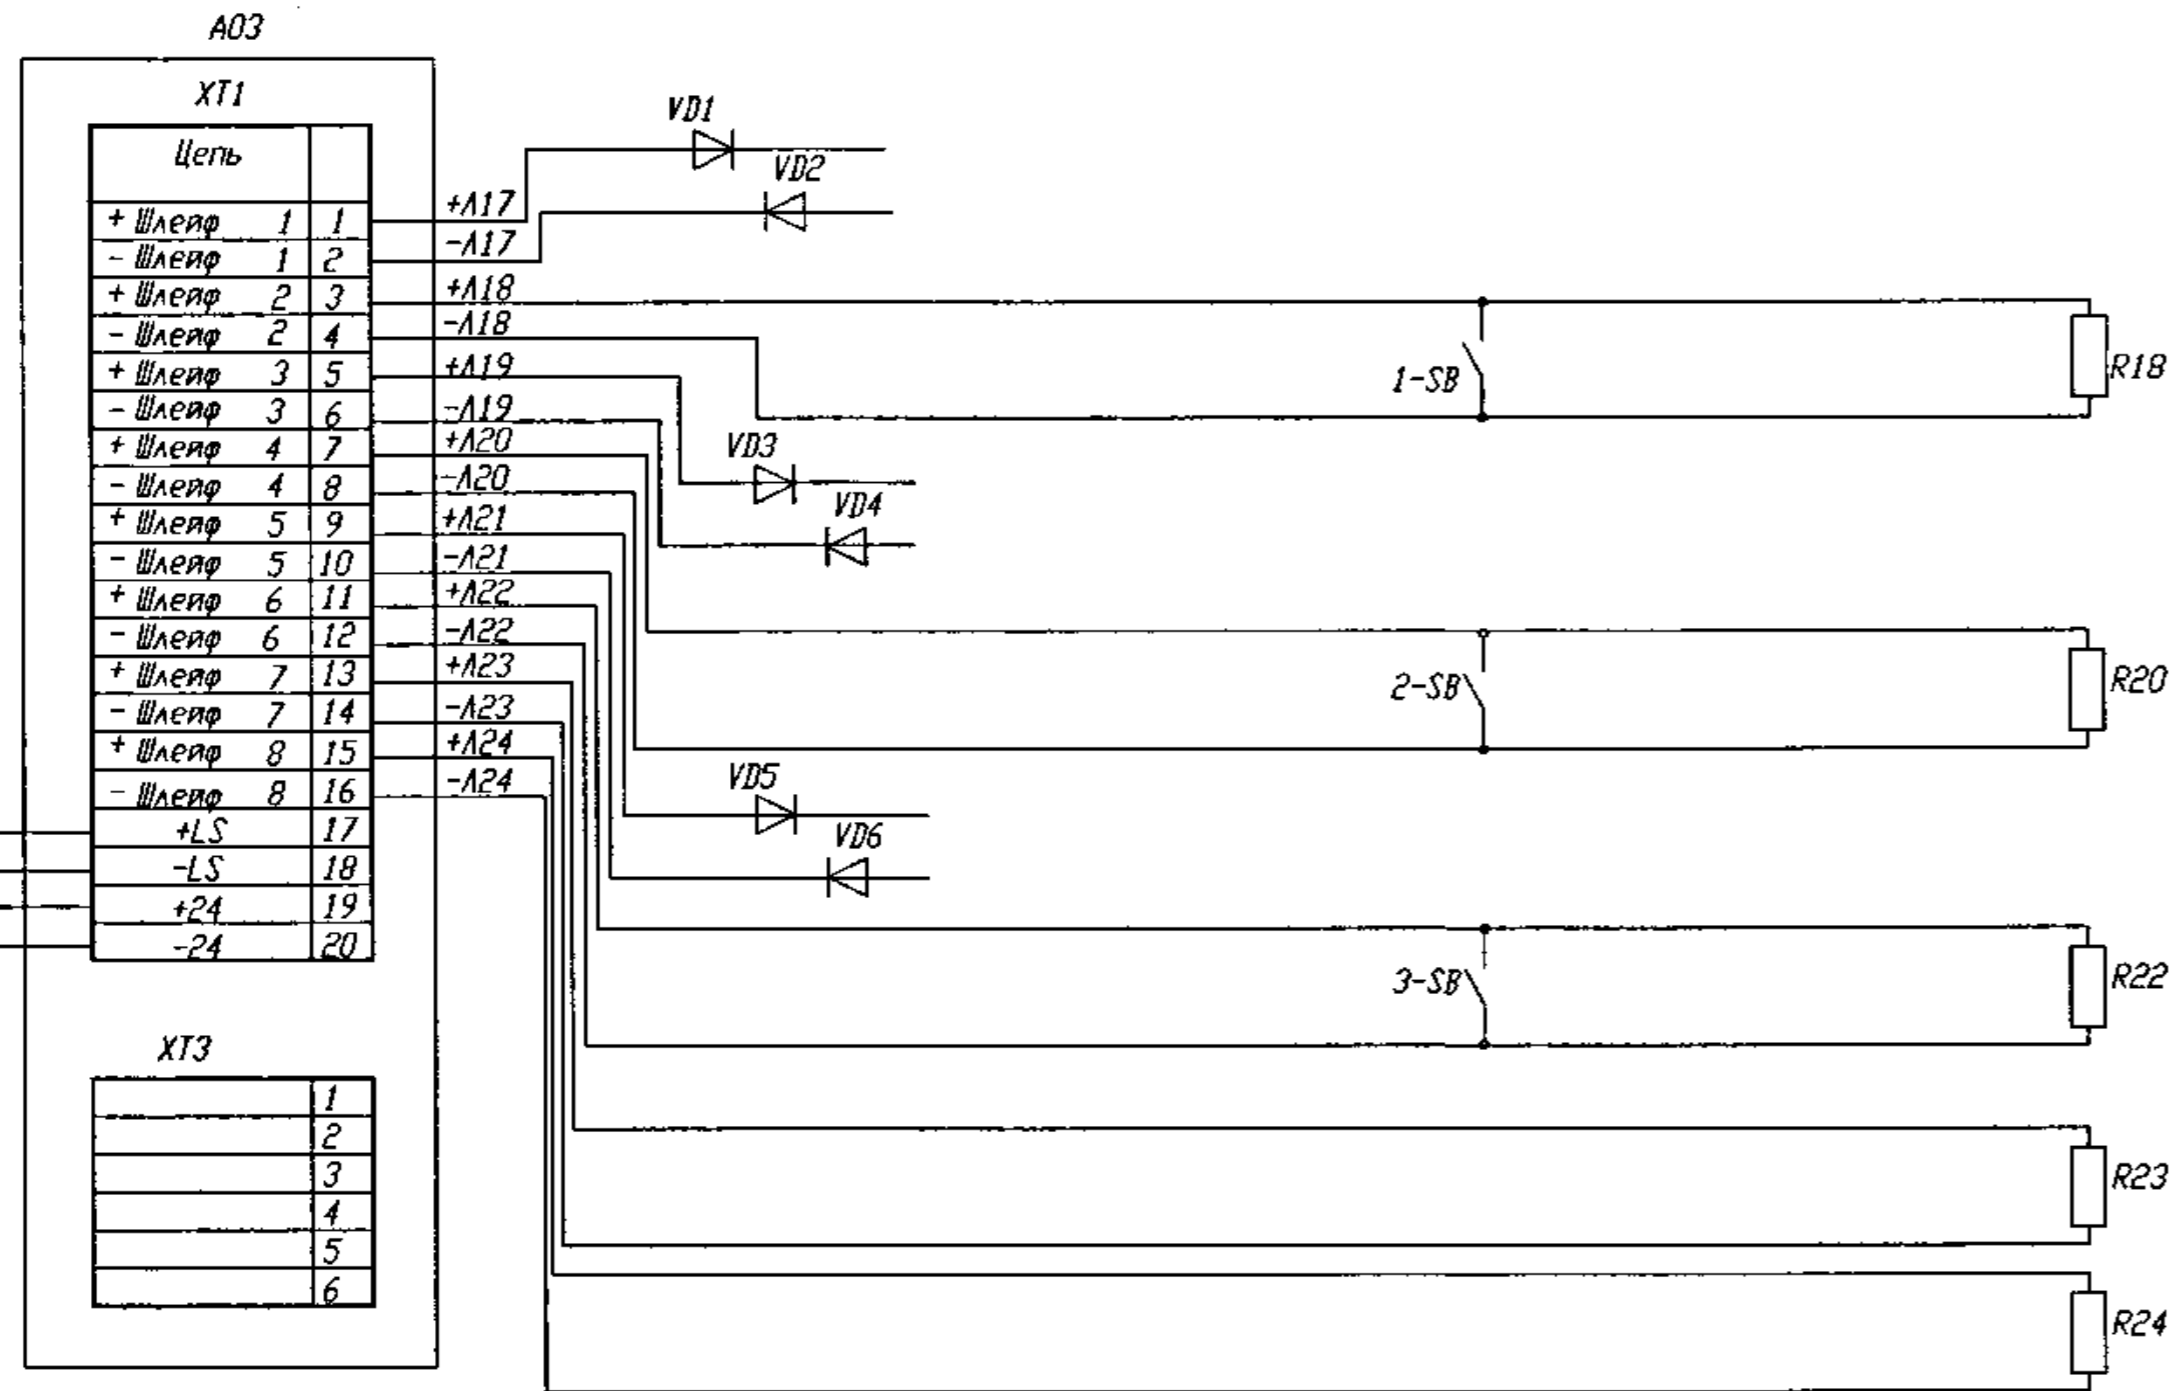 А03
XT1
Цепь
+ Шлейф 1 1
- Шлейф 1 2
+ Шлейф 2 3
- Шлейф 2 4
+ Шлейф 3 5
- Шлейф 3 6
+ Шлейф 4 7
- Шлейф 4 8
+ Шлейф 5 9
- Шлейф 5 10
+ Шлейф 6 11
- Шлейф 6 12
+ Шлейф 7 13
- Шлейф 7 14
+ Шлейф 8 15
- Шлейф 8 16
+LS 17
-LS 18
+24 19
-24 20
XT3
1
2
3
4
5
6
+Л17
-Л17
+Л18
-Л18
+Л19
-Л19
+Л20
-Л20
+Л21
-Л21
+Л22
-Л22
+Л23
-Л23
+Л24
-Л24
VD1
VD2
1-SB
R18
VD3
VD4
2-SB
R20
VD5
VD6
3-SB
R22
R23
R24